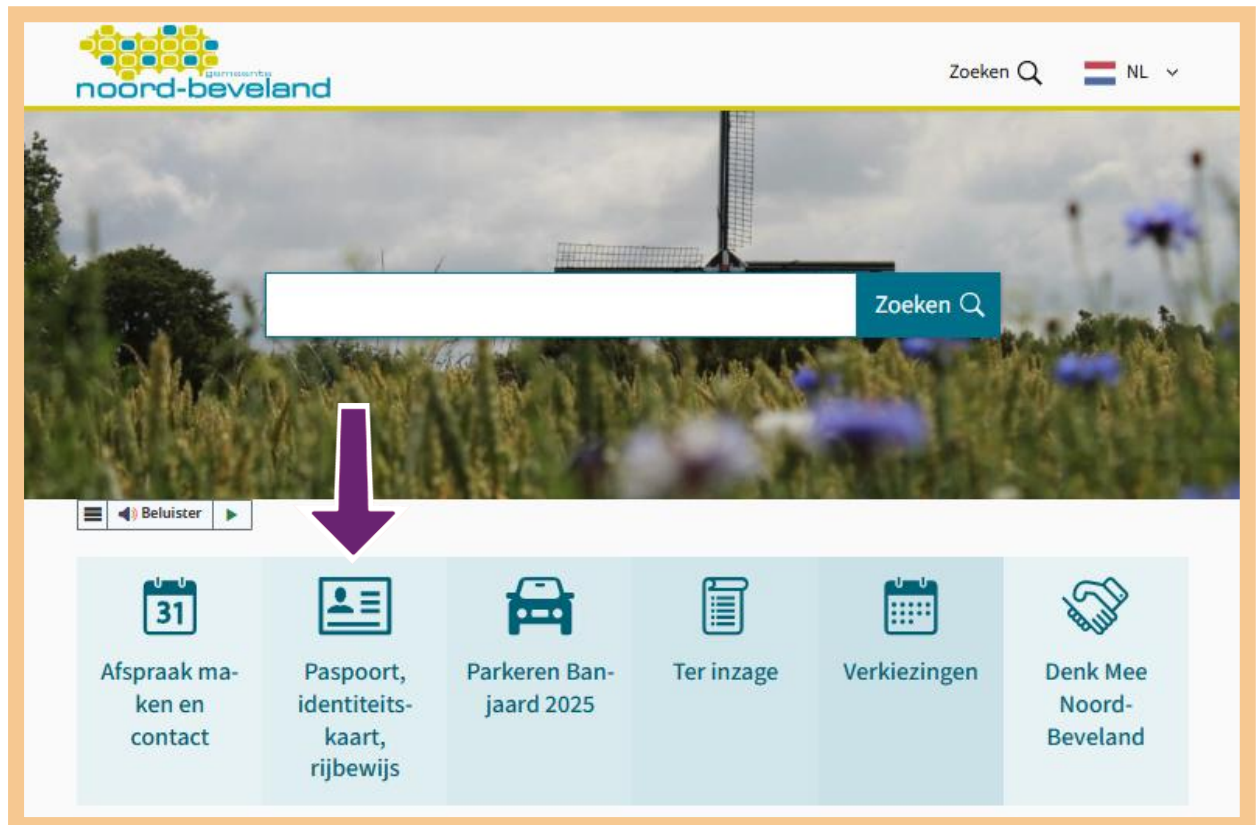 gemeente
noord-beveland
Zoeken
NL
Zoeken
Beluister
31
Afspraak ma-
ken en
contact
Paspoort,
identiteits-
kaart,
rijbewijs
Parkeren Ban-
jaard 2025
Ter inzage
Verkiezingen
Denk Mee
Noord-
Beveland